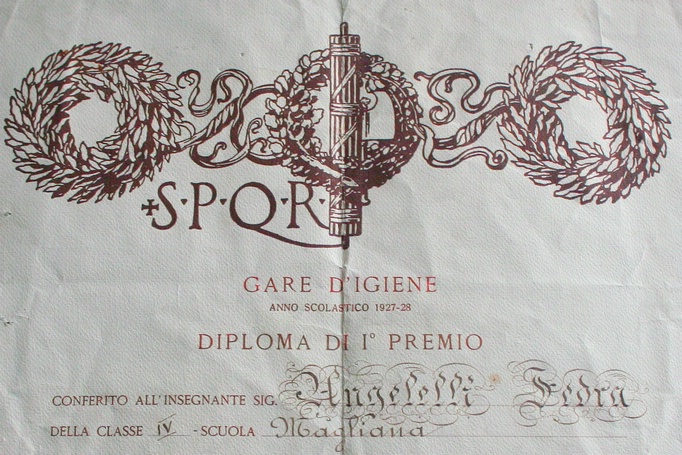 ✠S·P·Q·R·
GARE D'IGIENE
ANNO SCOLASTICO 1927-28
DIPLOMA DI I° PREMIO
CONFERITO ALL'INSEGNANTE SIG. Angelelli Fedra
DELLA CLASSE IV - SCUOLA Magliana